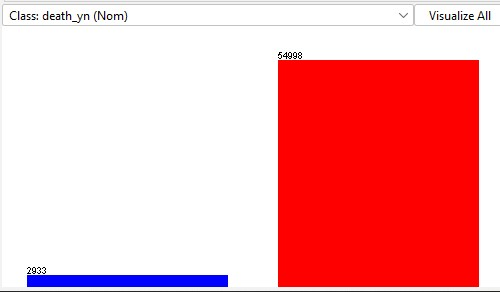 Class: death_yn (Nom)
Visualize All
54998
2933